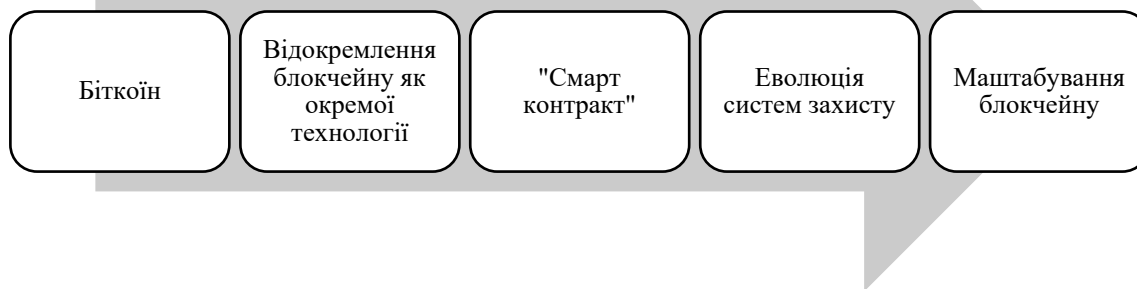 Біткоїн
Відокремлення
блокчейну як
окремої
технології
"Смарт
контракт"
Еволюція
систем захисту
Маштабування
блокчейну